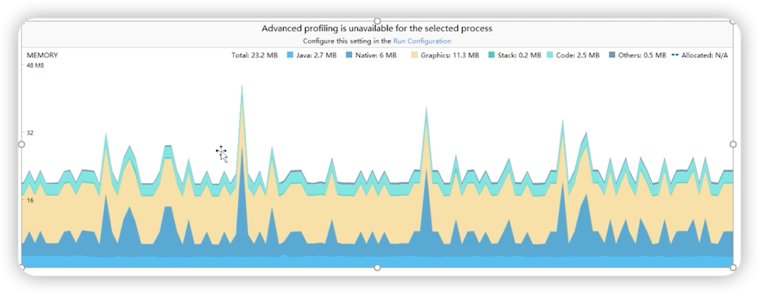 Advanced profiling is unavailable for the selected process
Configure this setting in the Run Configuration
MEMORY Total: 23.2 MB Java: 2.7 MB Native: 6 MB Graphics: 11.3 MB Stack: 0.2 MB Code: 2.5 MB Others: 0.5 MB Allocated: N/A
48 MB
32
16